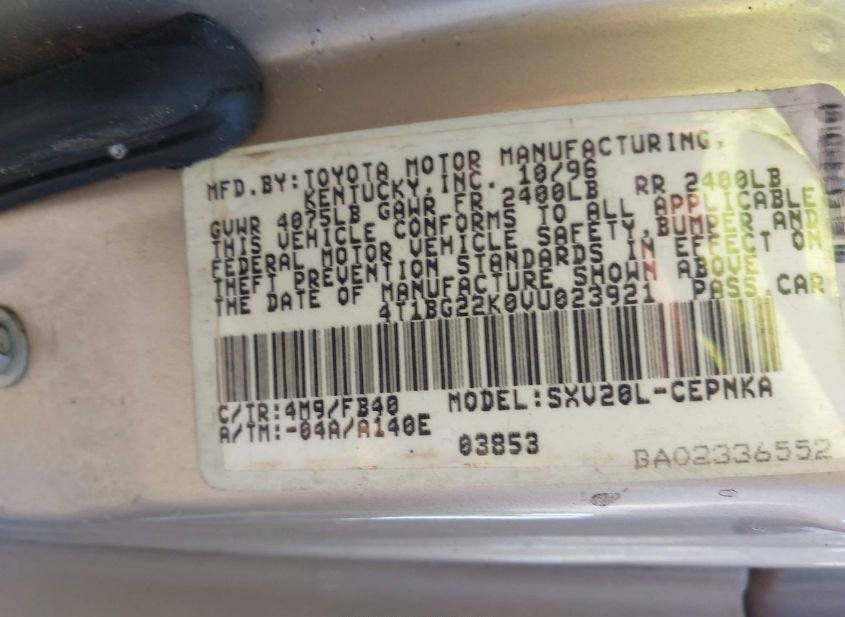 MFD.BY:TOYOTA MOTOR MANUFACTURING,
KENTUCKY,INC. 10/96
GVWR 4075LB GAWR FR 2400LB RR 2400LB
THIS VEHICLE CONFORMS TO ALL APPLICABLE
FEDERAL MOTOR VEHICLE SAFETY,BUMPER AND
THEFT PREVENTION STANDARDS IN EFFECT ON
THE DATE OF MANUFACTURE SHOWN ABOVE.
4T1BG22K0VU023921 PASS.CAR
C/TR:4M9/FB40 MODEL:SXV20L-CEPNKA
A/TM:-04A/A140E
03853
BA02336552